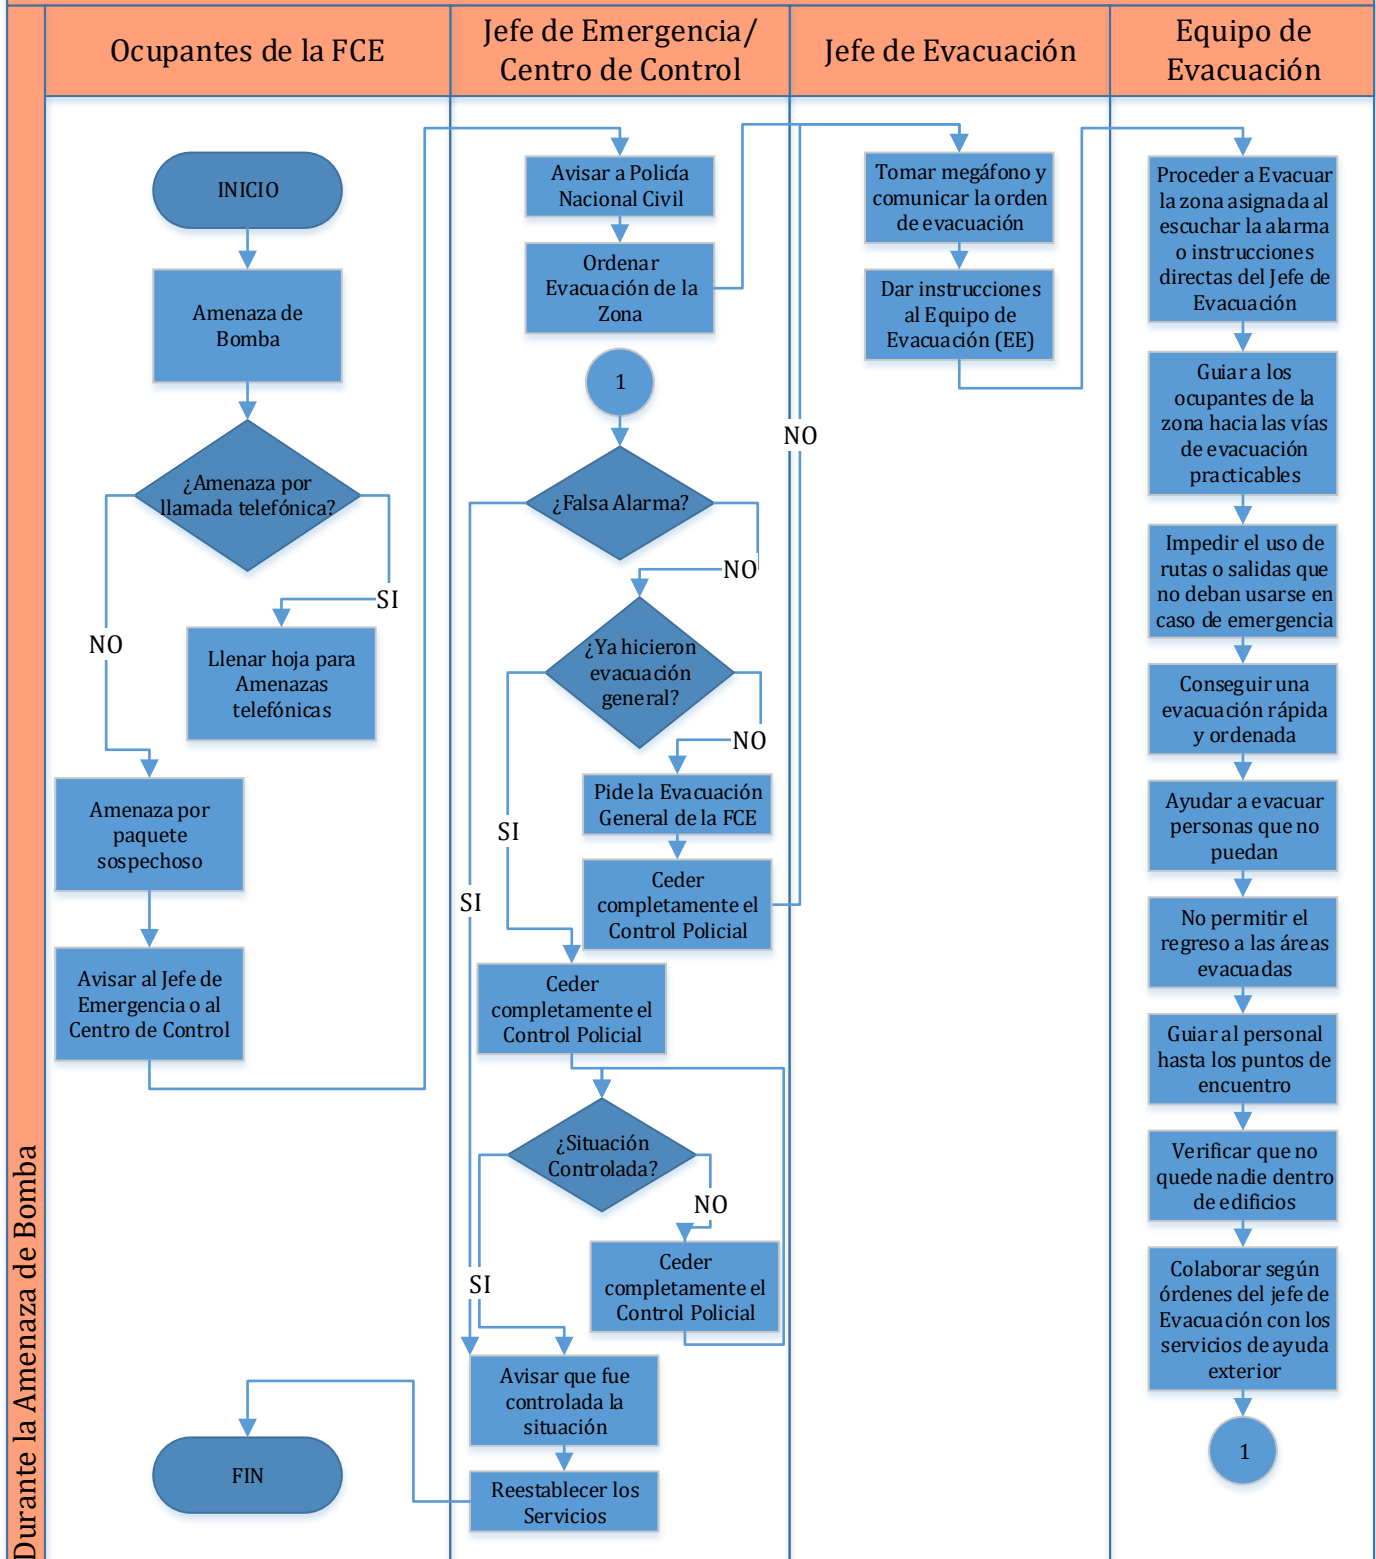 Ocupantes de la FCE
Jefe de Emergencia/
Centro de Control
Jefe de Evacuación
Equipo de
Evacuación
Durante la Amenaza de Bomba
INICIO
Amenaza de
Bomba
¿Amenaza por
llamada telefónica?
SI
NO
Llenar hoja para
Amenazas
telefónicas
Amenaza por
paquete
sospechoso
Avisar al Jefe de
Emergencia o al
Centro de Control
FIN
Avisar a Policía
Nacional Civil
Ordenar
Evacuación de la
Zona
1
¿Falsa Alarma?
NO
¿Ya hicieron
evacuación
general?
NO
Pide la Evacuación
General de la FCE
SI
Ceder
completamente el
Control Policial
SI
NO
Ceder
completamente el
Control Policial
¿Situación
Controlada?
NO
Ceder
completamente el
Control Policial
SI
Avisar que fue
controlada la
situación
Reestablecer los
Servicios
Tomar megáfono y
comunicar la orden
de evacuación
Dar instrucciones
al Equipo de
Evacuación (EE)
Proceder a Evacuar
la zona asignada al
escuchar la alarma
o instrucciones
directas del Jefe de
Evacuación
Guiar a los
ocupantes de la
zona hacia las vías
de evacuación
practicables
Impedir el uso de
rutas o salidas que
no deban usarse en
caso de emergencia
Conseguir una
evacuación rápida
y ordenada
Ayudar a evacuar
personas que no
puedan
No permitir el
regreso a las áreas
evacuadas
Guiar al personal
hasta los puntos de
encuentro
Verificar que no
quede nadie dentro
de edificios
Colaborar según
órdenes del jefe de
Evacuación con los
servicios de ayuda
exterior
1